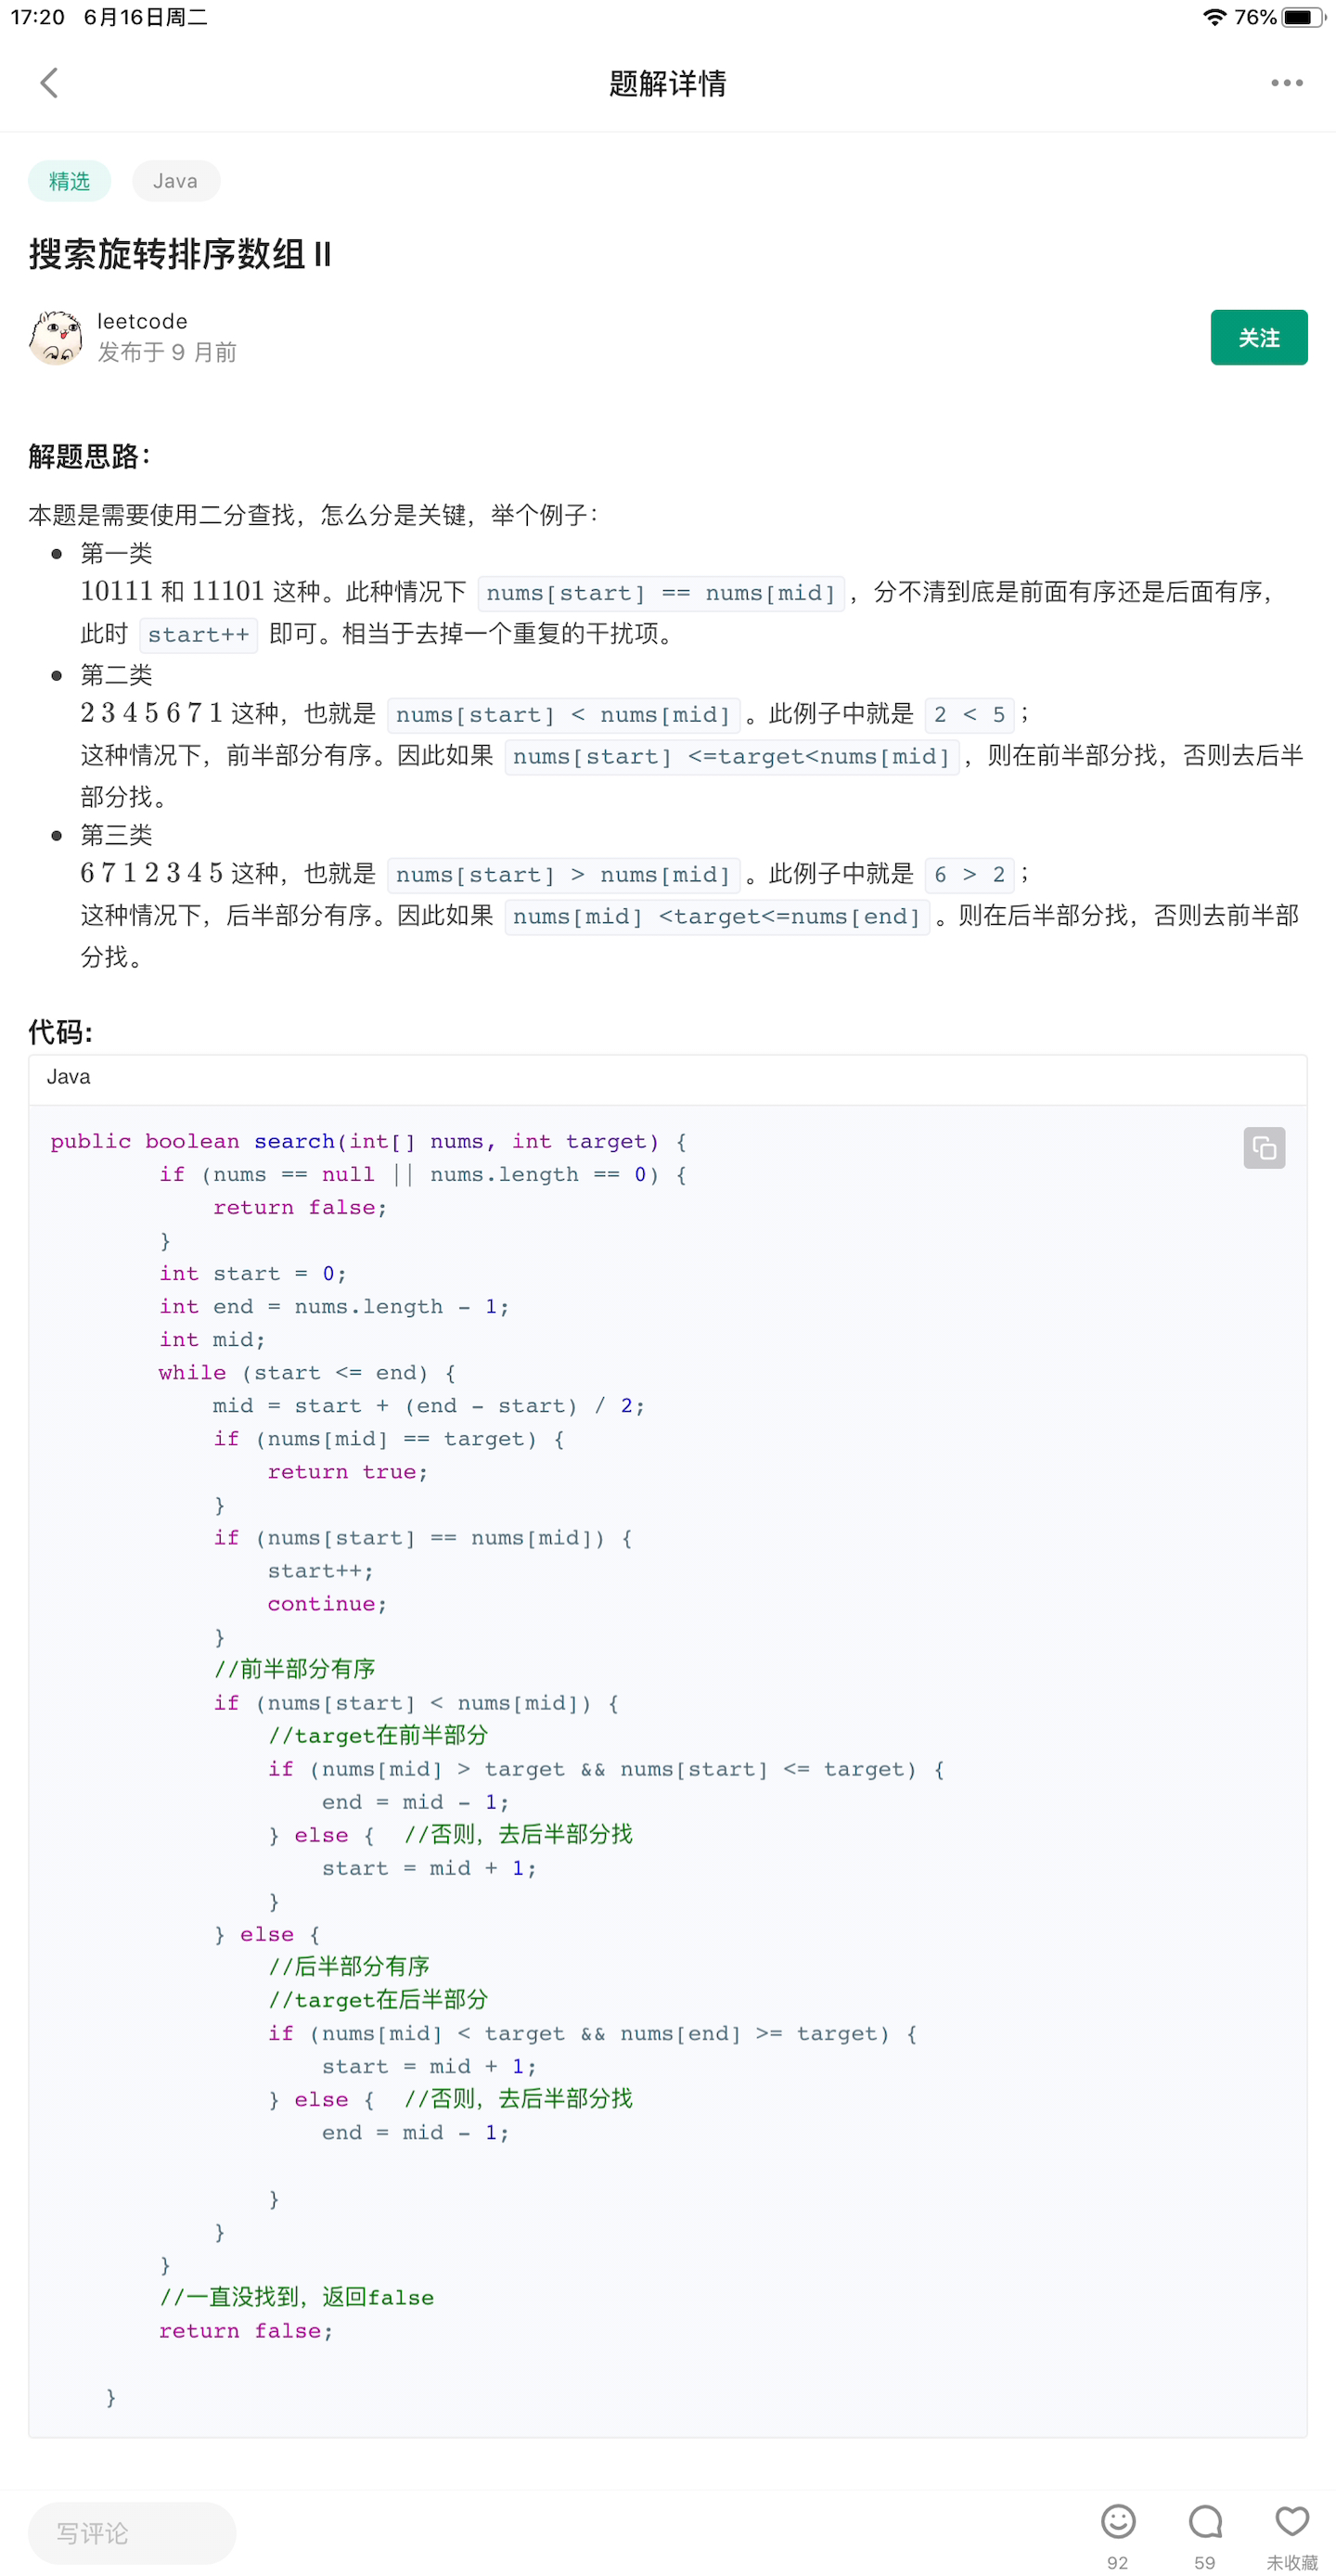 17:20 6月16日周二
76%
题解详情
精选 Java
搜索旋转排序数组 II
leetcode
发布于 9 月前
关注
解题思路：
本题是需要使用二分查找，怎么分是关键，举个例子：
第一类
10111 和 11101 这种。此种情况下 nums[start] == nums[mid] ，分不清到底是前面有序还是后面有序，
此时 start++ 即可。相当于去掉一个重复的干扰项。
第二类
2 3 4 5 6 7 1 这种，也就是 nums[start] < nums[mid] 。此例子中就是 2 < 5 ；
这种情况下，前半部分有序。因此如果 nums[start] <=target<nums[mid] ，则在前半部分找，否则去后半
部分找。
第三类
6 7 1 2 3 4 5 这种，也就是 nums[start] > nums[mid] 。此例子中就是 6 > 2 ；
这种情况下，后半部分有序。因此如果 nums[mid] <target<=nums[end] 。则在后半部分找，否则去前半部
分找。
代码:
Java
public boolean search(int[] nums, int target) {
        if (nums == null || nums.length == 0) {
            return false;
        }
        int start = 0;
        int end = nums.length - 1;
        int mid;
        while (start <= end) {
            mid = start + (end - start) / 2;
            if (nums[mid] == target) {
                return true;
            }
            if (nums[start] == nums[mid]) {
                start++;
                continue;
            }
            //前半部分有序
            if (nums[start] < nums[mid]) {
                //target在前半部分
                if (nums[mid] > target && nums[start] <= target) {
                    end = mid - 1;
                } else {  //否则，去后半部分找
                    start = mid + 1;
                }
            } else {
                //后半部分有序
                //target在后半部分
                if (nums[mid] < target && nums[end] >= target) {
                    start = mid + 1;
                } else {  //否则，去后半部分找
                    end = mid - 1;
                }
            }
        }
        //一直没找到，返回false
        return false;
    }
写评论
92 59 未收藏